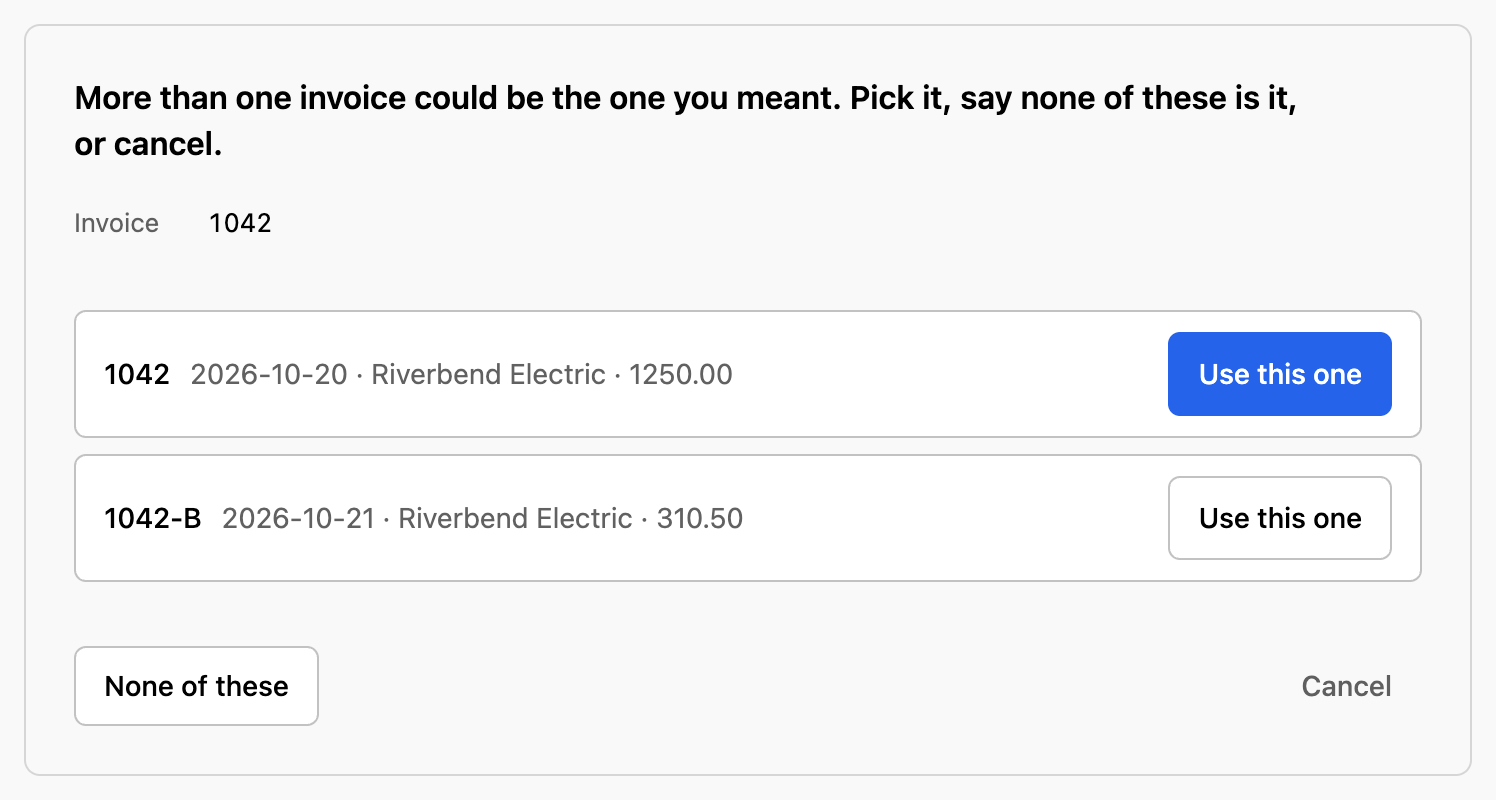 More than one invoice could be the one you meant. Pick it, say none of these is it,
or cancel.
Invoice 1042
1042 2026-10-20 · Riverbend Electric · 1250.00 Use this one
1042-B 2026-10-21 · Riverbend Electric · 310.50 Use this one
None of these Cancel